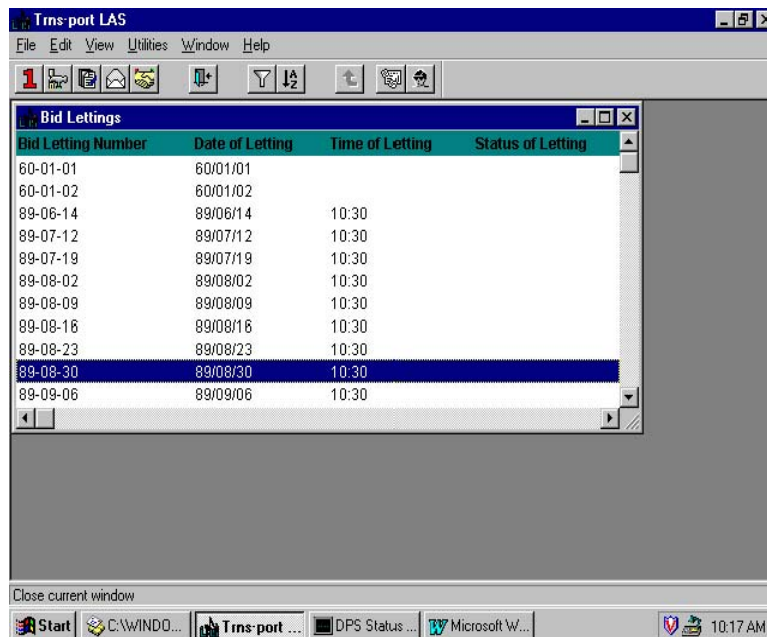 Trns·port LAS
File Edit View Utilities Window Help
1
Bid Lettings
Bid Letting Number Date of Letting Time of Letting Status of Letting
60-01-01 60/01/01
60-01-02 60/01/02
89-06-14 89/06/14 10:30
89-07-12 89/07/12 10:30
89-07-19 89/07/19 10:30
89-08-02 89/08/02 10:30
89-08-09 89/08/09 10:30
89-08-16 89/08/16 10:30
89-08-23 89/08/23 10:30
89-08-30 89/08/30 10:30
89-09-06 89/09/06 10:30
Close current window
Start C:\WINDO... Trns·port ... DPS Status ... Microsoft W... 10:17 AM